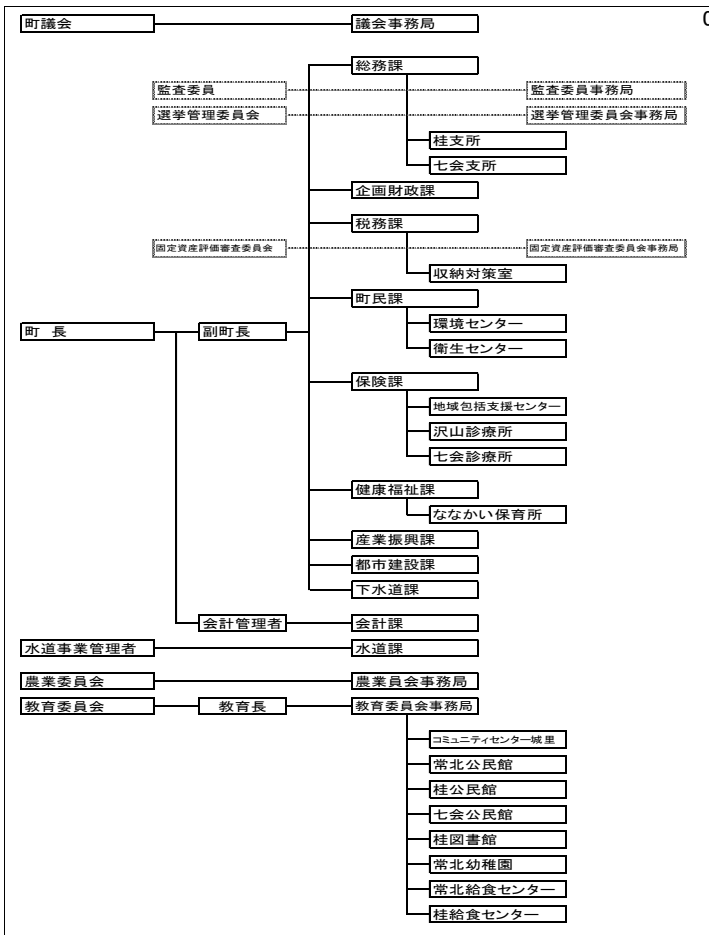 町議会 議会事務局
総務課
監査委員 監査委員事務局
選挙管理委員会 選挙管理委員会事務局
桂支所
七会支所
企画財政課
税務課
固定資産評価審査委員会 固定資産評価審査委員会事務局
収納対策室
町民課
環境センター
町 長 副町長
衛生センター
保険課
地域包括支援センター
沢山診療所
七会診療所
健康福祉課
ななかい保育所
産業振興課
都市建設課
下水道課
会計管理者 会計課
水道事業管理者 水道課
農業委員会 農業員会事務局
教育委員会 教育長 教育委員会事務局
コミュニティセンター城里
常北公民館
桂公民館
七会公民館
桂図書館
常北幼稚園
常北給食センター
桂給食センター